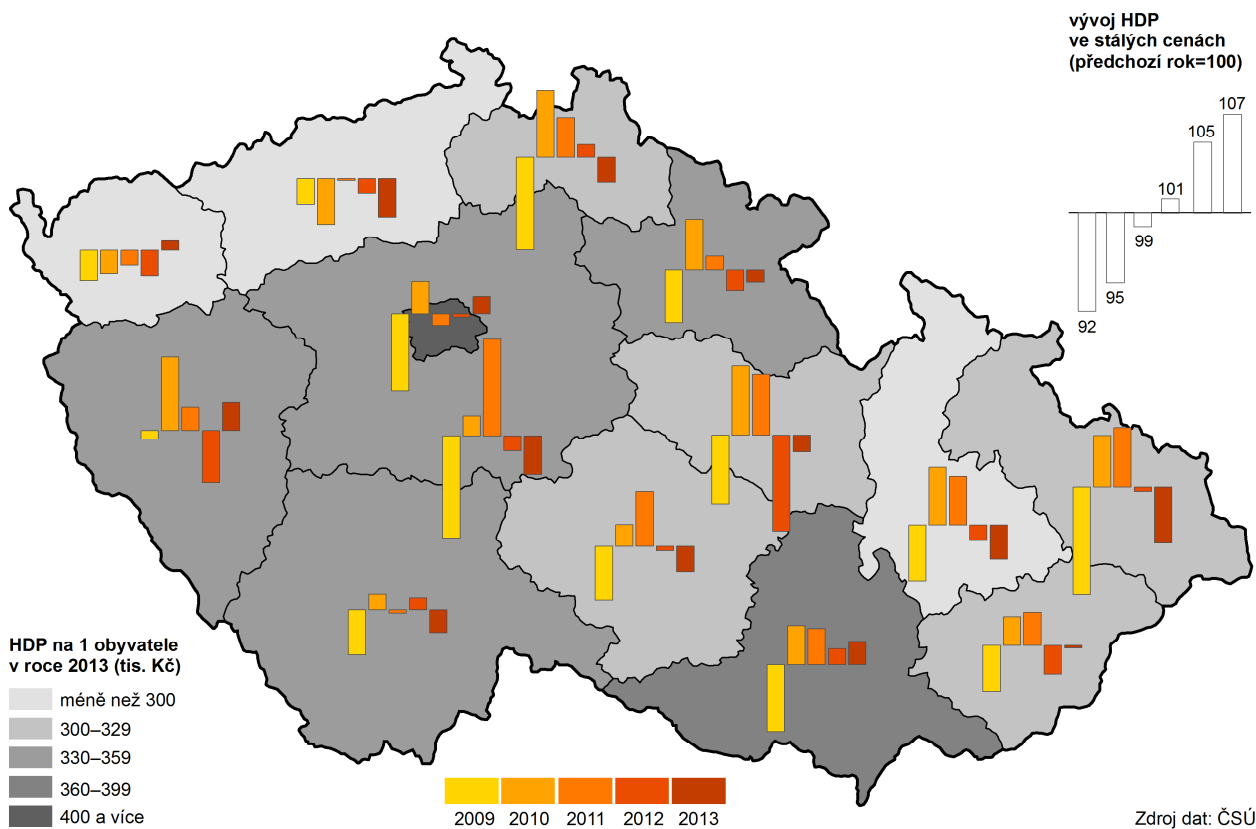 vývoj HDP
ve stálých cenách
(předchozí rok=100)
107
105
101
99
95
92
HDP na 1 obyvatele
v roce 2013 (tis. Kč)
méně než 300
300–329
330–359
360–399
400 a více
2009 2010 2011 2012 2013
Zdroj dat: ČSÚ